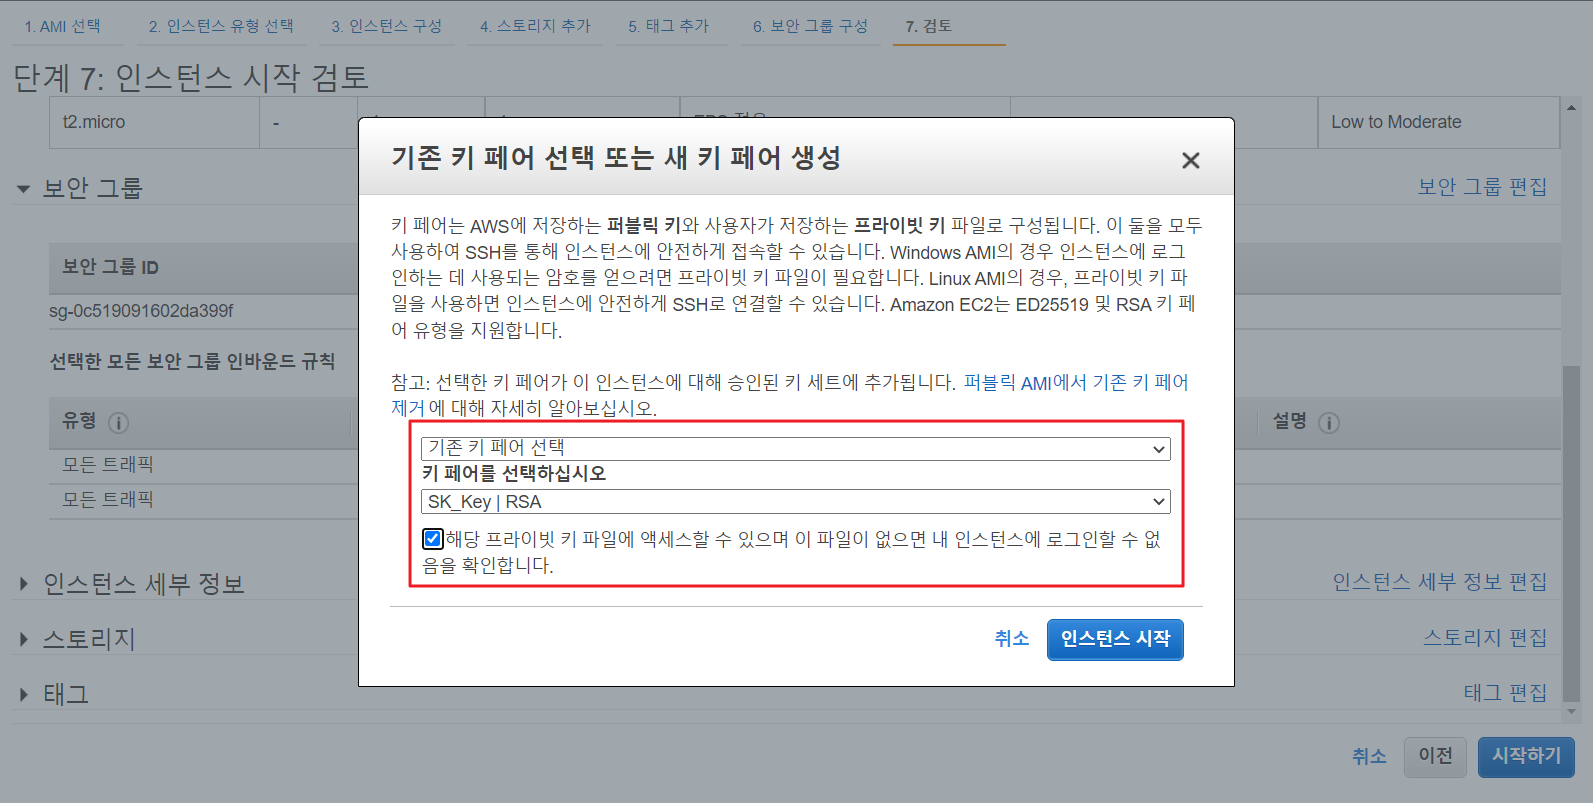 1. AMI 선택
2. 인스턴스 유형 선택
3. 인스턴스 구성
4. 스토리지 추가
5. 태그 추가
6. 보안 그룹 구성
7. 검토
단계 7: 인스턴스 시작 검토
t2.micro
-
Low to Moderate
보안 그룹
보안 그룹 편집
보안 그룹 ID
sg-0c519091602da399f
선택한 모든 보안 그룹 인바운드 규칙
유형
설명
모든 트래픽
모든 트래픽
인스턴스 세부 정보
인스턴스 세부 정보 편집
스토리지
스토리지 편집
태그
태그 편집
취소
이전
시작하기
기존 키 페어 선택 또는 새 키 페어 생성
키 페어는 AWS에 저장하는 퍼블릭 키와 사용자가 저장하는 프라이빗 키 파일로 구성됩니다. 이 둘을 모두
사용하여 SSH를 통해 인스턴스에 안전하게 접속할 수 있습니다. Windows AMI의 경우 인스턴스에 로그
인하는 데 사용되는 암호를 얻으려면 프라이빗 키 파일이 필요합니다. Linux AMI의 경우, 프라이빗 키 파
일을 사용하면 인스턴스에 안전하게 SSH로 연결할 수 있습니다. Amazon EC2는 ED25519 및 RSA 키 페
어 유형을 지원합니다.
참고: 선택한 키 페어가 이 인스턴스에 대해 승인된 키 세트에 추가됩니다. 퍼블릭 AMI에서 기존 키 페어
제거에 대해 자세히 알아보십시오.
기존 키 페어 선택
키 페어를 선택하십시오
SK_Key | RSA
해당 프라이빗 키 파일에 액세스할 수 있으며 이 파일이 없으면 내 인스턴스에 로그인할 수 없
음을 확인합니다.
취소
인스턴스 시작